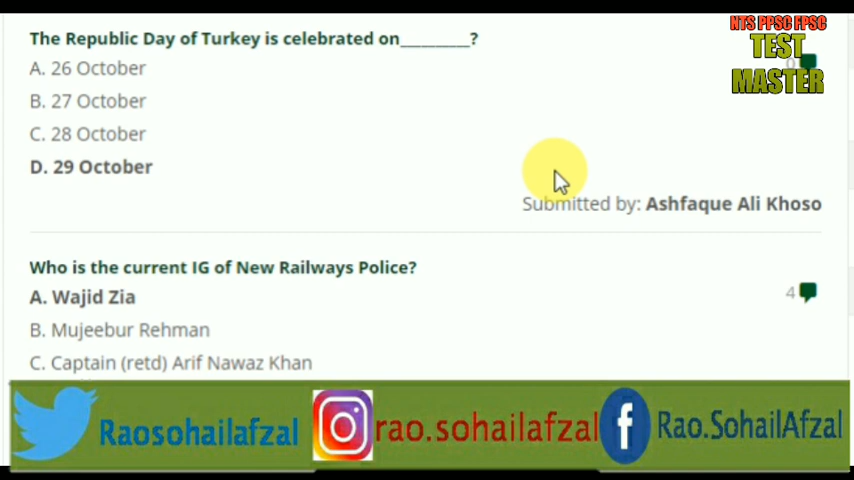 The Republic Day of Turkey is celebrated on__________?
A. 26 October
B. 27 October
C. 28 October
D. 29 October
Submitted by: Ashfaque Ali Khoso
NTS PPSC FPSC
TEST
MASTER
0
Who is the current IG of New Railways Police?
A. Wajid Zia
4
B. Mujeebur Rehman
C. Captain (retd) Arif Nawaz Khan
Raosohailafzal
rao.sohailafzal
Rao.SohailAfzal